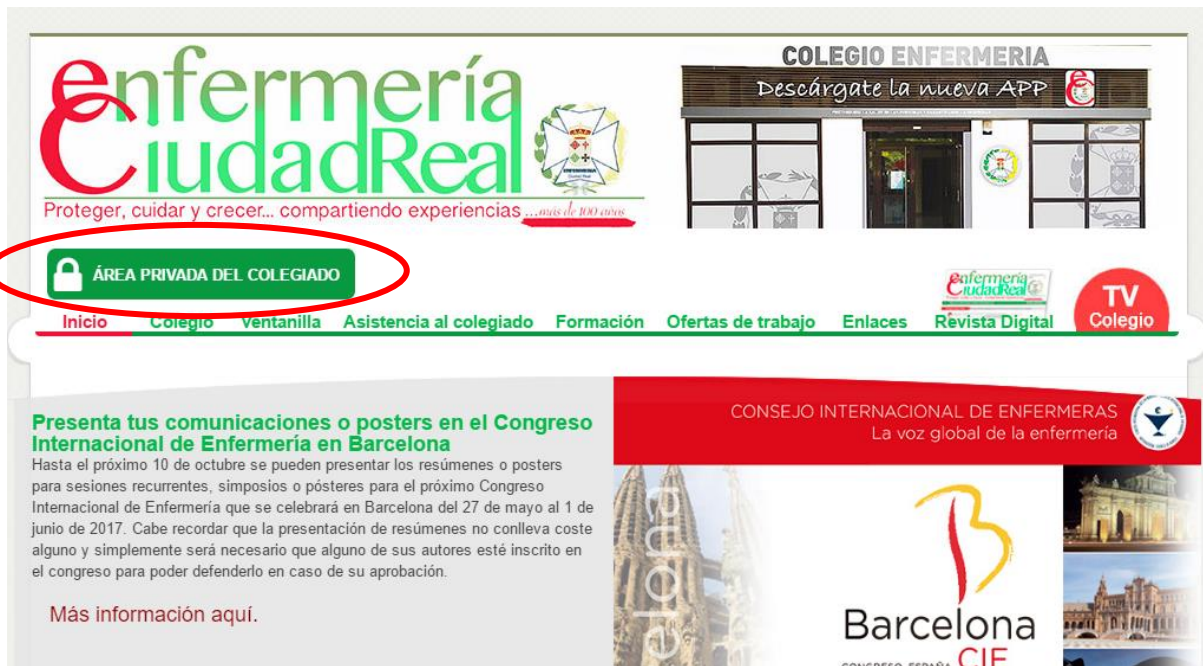 enfermería
CiudadReal
Proteger, cuidar y crecer... compartiendo experiencias ...más de 100 años
COLEGIO ENFERMERIA
Descárgate la nueva APP
ÁREA PRIVADA DEL COLEGIADO
enfermería
CiudadReal
TV
Colegio
Inicio Colegio Ventanilla Asistencia al colegiado Formación Ofertas de trabajo Enlaces Revista Digital
Presenta tus comunicaciones o posters en el Congreso
Internacional de Enfermería en Barcelona
Hasta el próximo 10 de octubre se pueden presentar los resúmenes o posters
para sesiones recurrentes, simposios o pósteres para el próximo Congreso
Internacional de Enfermería que se celebrará en Barcelona del 27 de mayo al 1 de
junio de 2017. Cabe recordar que la presentación de resúmenes no conlleva coste
alguno y simplemente será necesario que alguno de sus autores esté inscrito en
el congreso para poder defenderlo en caso de su aprobación.
Más información aquí.
CONSEJO INTERNACIONAL DE ENFERMERAS
La voz global de la enfermería
elona
Barcelona
CONGRESO ESPAÑA CIE